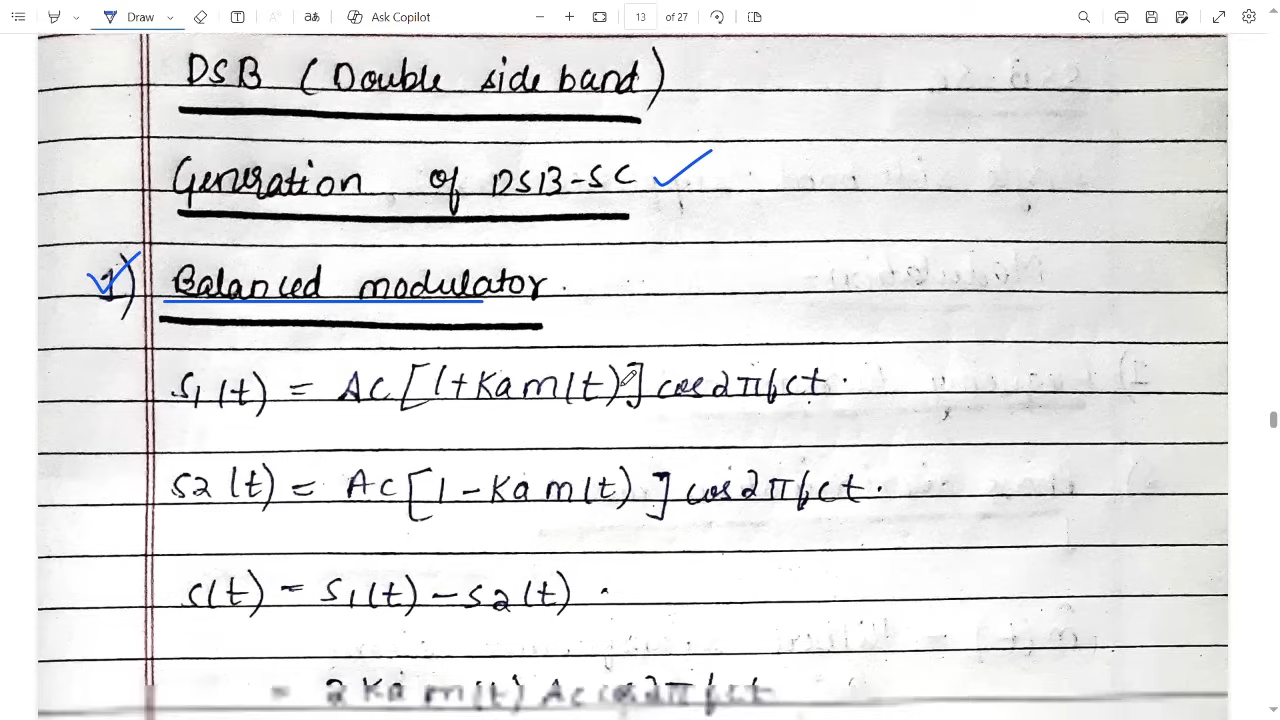 Draw Ask Copilot 13 of 27
DSB (Double side band)
Generation of DSB-SC
1) Balanced modulator.
S1(t) = AC[1+Kam(t)] cos2πfct.
S2(t) = AC[1-Kam(t)] cos2πfct.
S(t) = S1(t) - S2(t).
= 2Kam(t) Ac cos2πfct